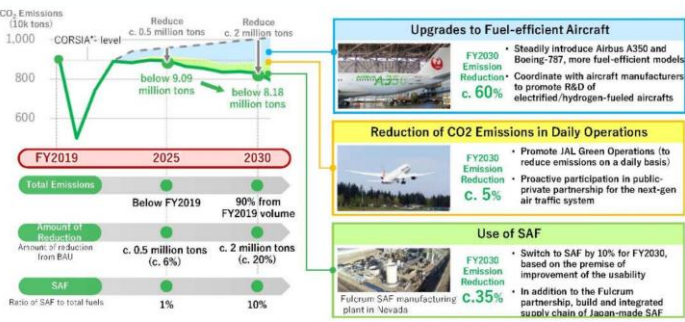 CO₂ Emissions
(10k tons)
1,000
CORSIA*¹ level
800
600
Reduce
c. 0.5 million tons
Reduce
c. 2 million tons
below 9.09
million tons
below 8.18
million tons
FY2019 2025 2030
Total Emissions
Below FY2019
90% from
FY2019 volume
Amount of
Reduction
Amount of reduction
from BAU
c. 0.5 million tons
(c. 6%)
c. 2 million tons
(c. 20%)
SAF
Ratio of SAF to total fuels
1%
10%
Upgrades to Fuel-efficient Aircraft
A350
FY2030
Emission
Reduction
c. 60%
• Steadily introduce Airbus A350 and
Boeing-787, more fuel-efficient models
• Coordinate with aircraft manufacturers
to promote R&D of
electrified/hydrogen-fueled aircrafts
Reduction of CO2 Emissions in Daily Operations
FY2030
Emission
Reduction
c. 5%
• Promote JAL Green Operations (to
reduce emissions on a daily basis)
• Proactive participation in public-
private partnership for the next-gen
air traffic system
Use of SAF
Fulcrum SAF manufacturing
plant in Nevada
FY2030
Emission
Reduction
c.35%
• Switch to SAF by 10% for FY2030,
based on the premise of
improvement of the usability
• In addition to the Fulcrum
partnership, build and integrated
supply chain of Japan-made SAF